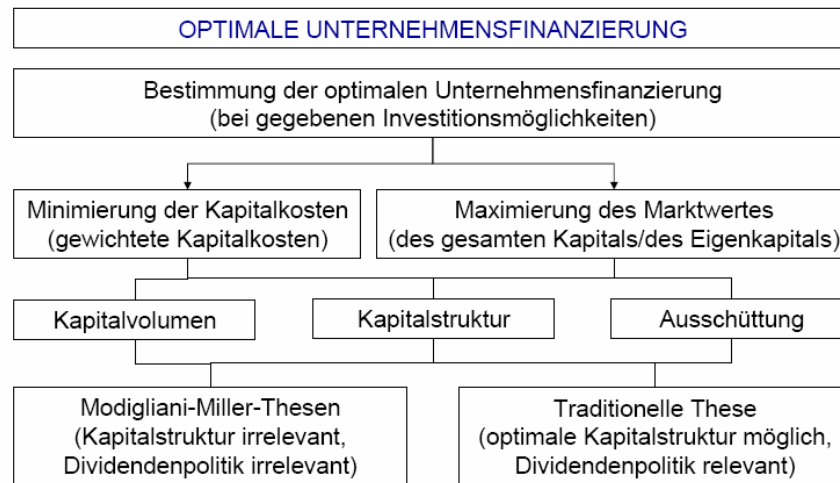 OPTIMALE UNTERNEHMENSFINANZIERUNG
Bestimmung der optimalen Unternehmensfinanzierung
(bei gegebenen Investitionsmöglichkeiten)
Minimierung der Kapitalkosten
(gewichtete Kapitalkosten)
Maximierung des Marktwertes
(des gesamten Kapitals/des Eigenkapitals)
Kapitalvolumen
Kapitalstruktur
Ausschüttung
Modigliani-Miller-Thesen
(Kapitalstruktur irrelevant,
Dividendenpolitik irrelevant)
Traditionelle These
(optimale Kapitalstruktur möglich,
Dividendenpolitik relevant)